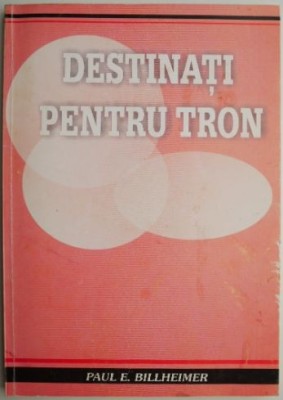 DESTINAȚI
PENTRU TRON
PAUL E. BILLHEIMER